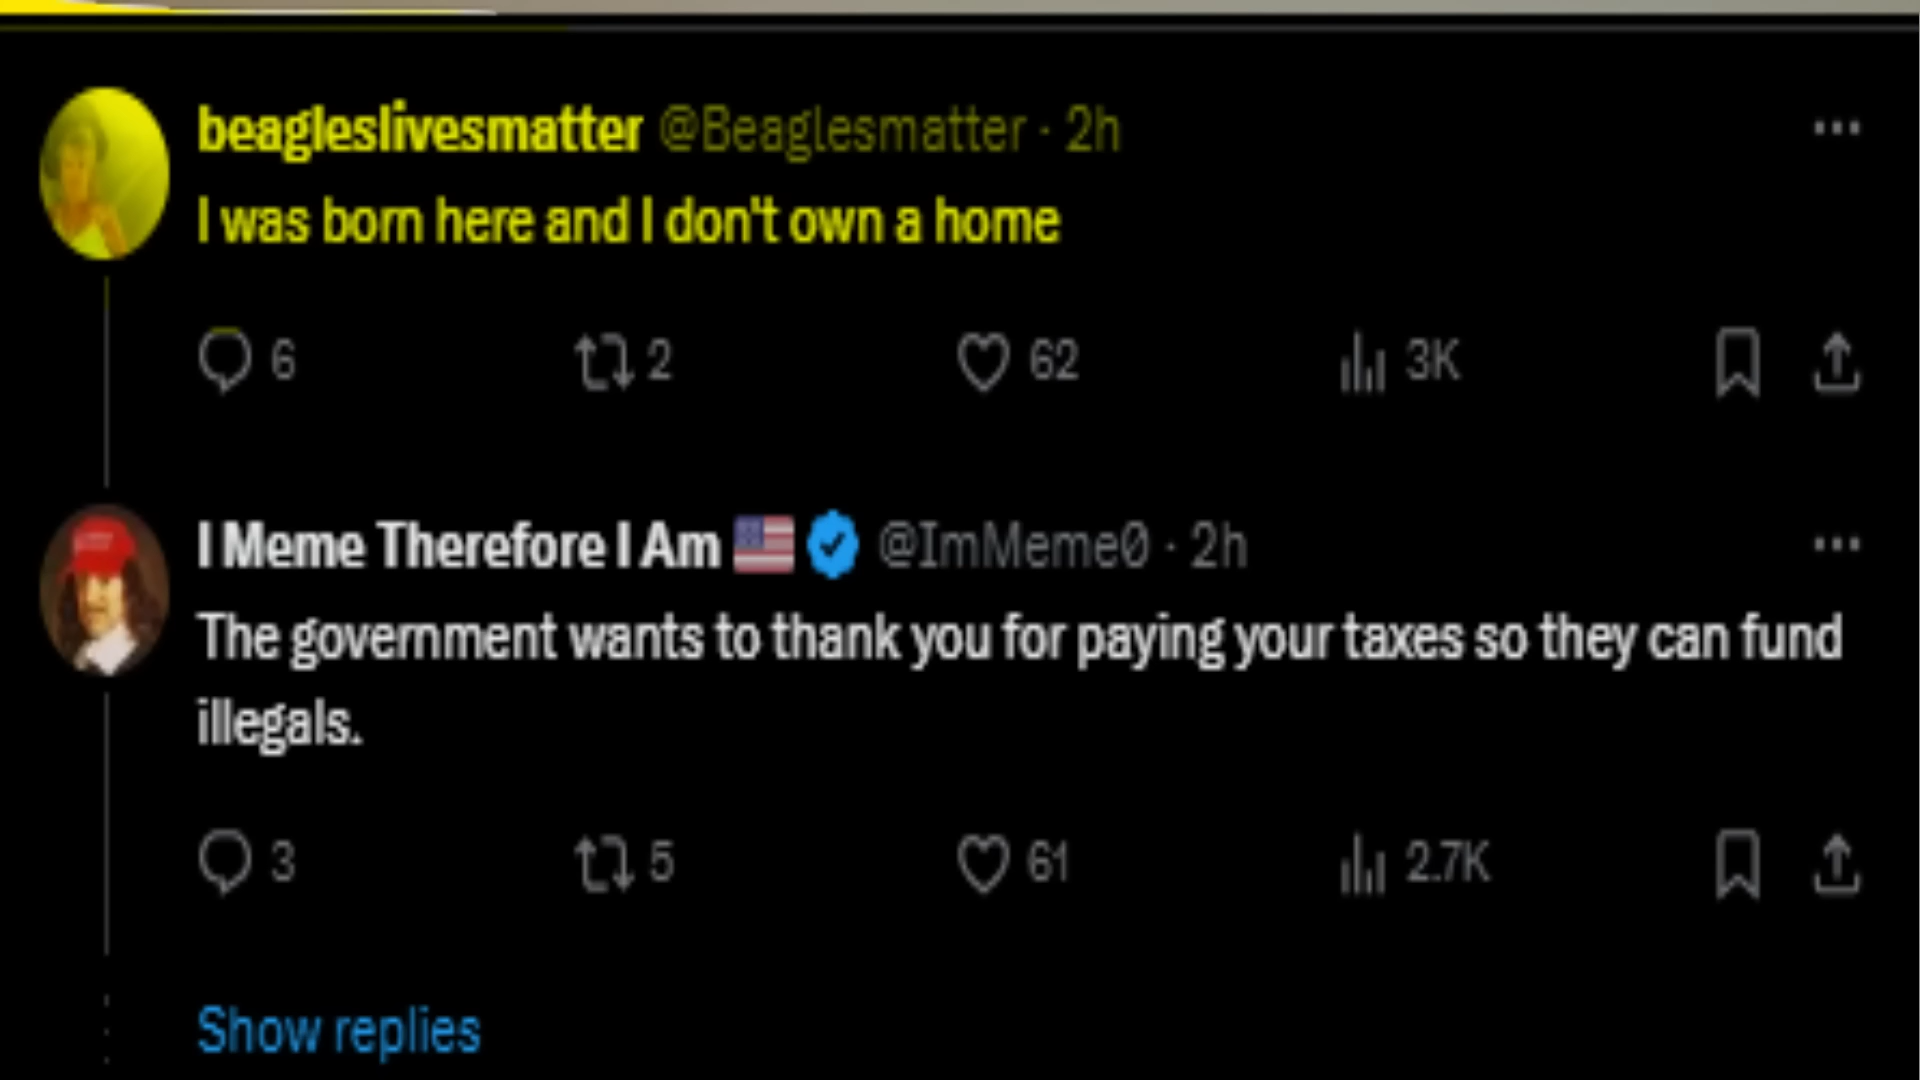 beagleslivesmatter @Beaglesmatter · 2h
I was born here and I don't own a home
6 2 62 3K
I Meme Therefore I Am @ImMeme0 · 2h
The government wants to thank you for paying your taxes so they can fund
illegals.
3 5 61 2.7K
Show replies